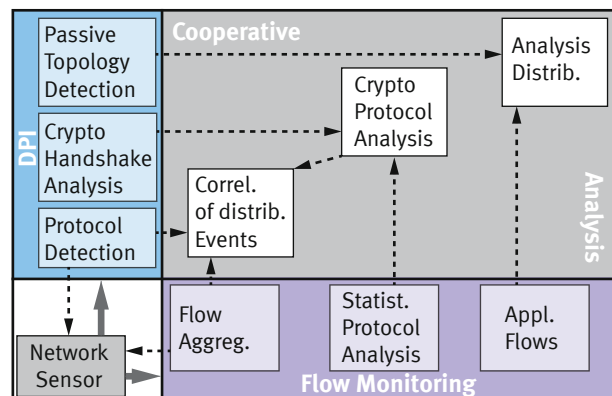 Passive
Topology
Detection
Cooperative
Analysis
Distrib.
Crypto
Protocol
Analysis
DPI
Crypto
Handshake
Analysis
Correl.
of distrib.
Events
Analysis
Protocol
Detection
Flow
Aggreg.
Statist.
Protocol
Analysis
Appl.
Flows
Network
Sensor
Flow Monitoring